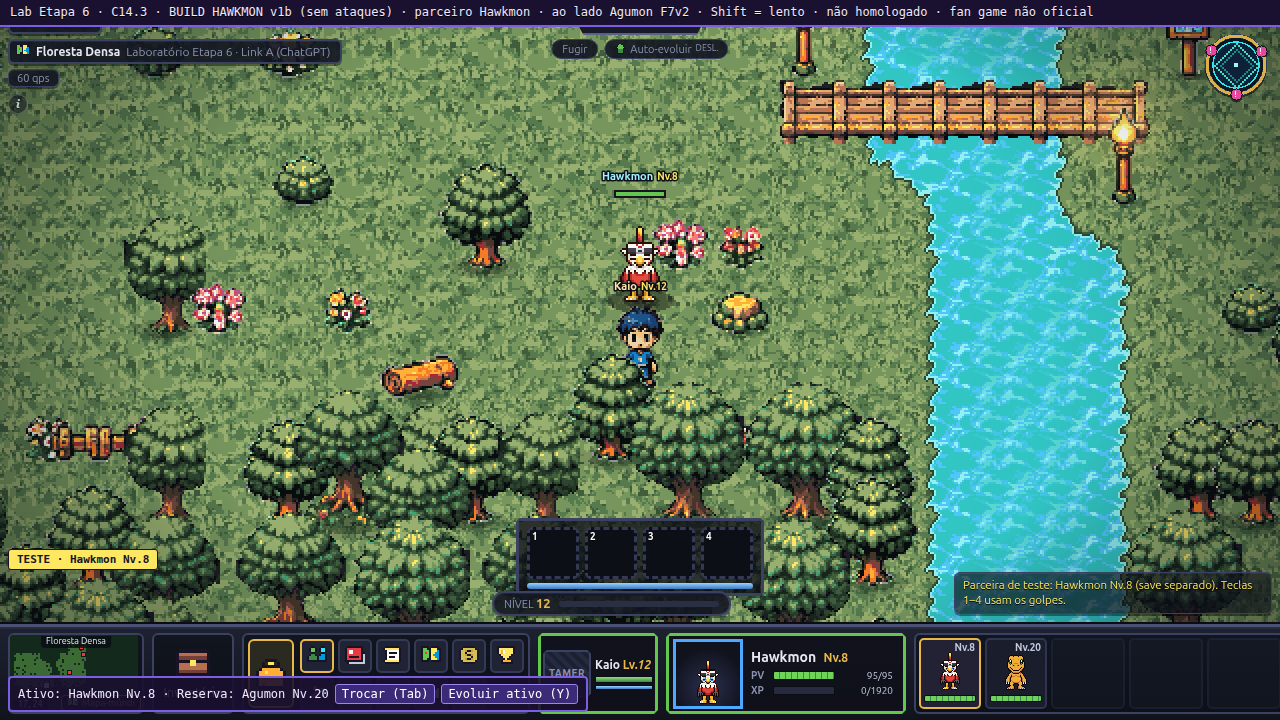 Lab Etapa 6 · C14.3 · BUILD HAWKMON v1b (sem ataques) · parceiro Hawkmon · ao lado Agumon F7v2 · Shift = lento · não homologado · fan game não oficial
Floresta Densa Laboratório Etapa 6 · Link A (ChatGPT)
Fugir
Auto-evoluir DESL.
60 qps
i
Hawkmon Nv.8
Kaio Nv.12
TESTE · Hawkmon Nv.8
1 2 3 4
NÍVEL 12
Parceira de teste: Hawkmon Nv.8 (save separado). Teclas
1–4 usam os golpes.
Floresta Densa
TAMER
Kaio Lv.12
Hawkmon Nv.8
PV 95/95
XP 0/1920
Nv.8
Nv.20
Ativo: Hawkmon Nv.8 · Reserva: Agumon Nv.20 Trocar (Tab) Evoluir ativo (Y)